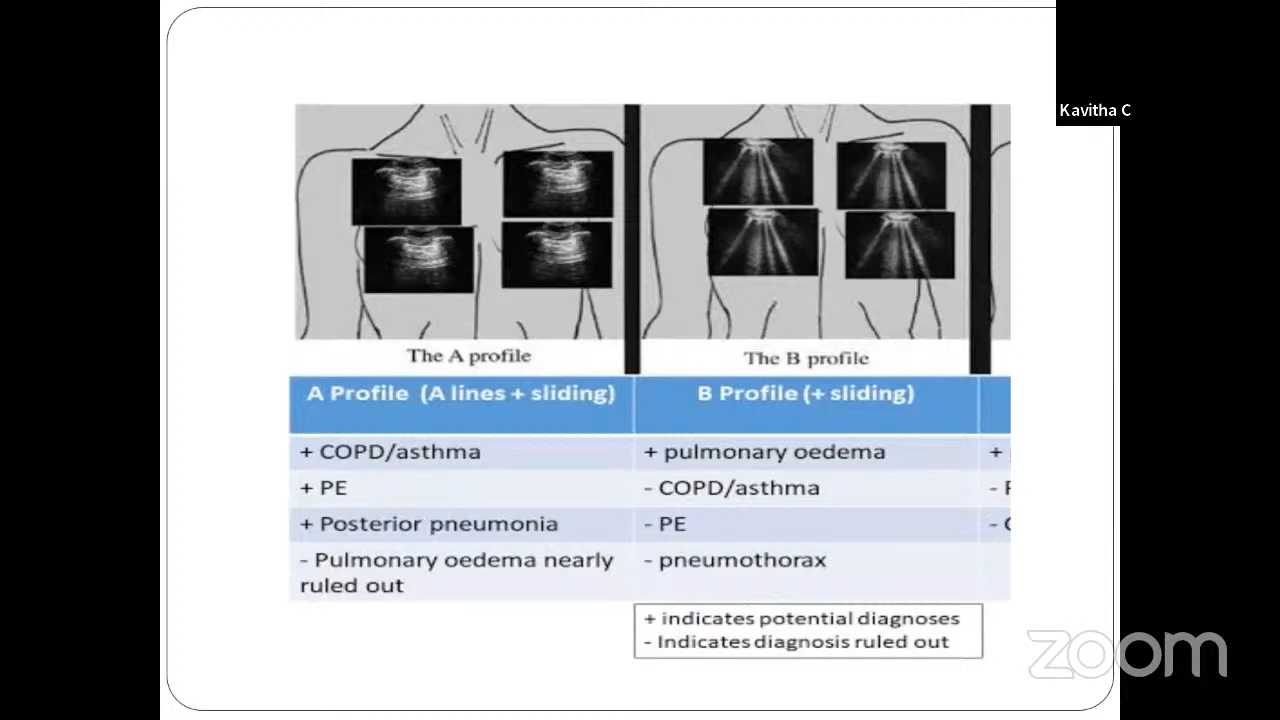 Kavitha C
The A profile
The B profile
A Profile (A lines + sliding)
B Profile (+ sliding)
+ COPD/asthma
+ pulmonary oedema
+
+ PE
- COPD/asthma
-
+ Posterior pneumonia
- PE
-
- Pulmonary oedema nearly
ruled out
- pneumothorax
+ indicates potential diagnoses
- Indicates diagnosis ruled out
zoom